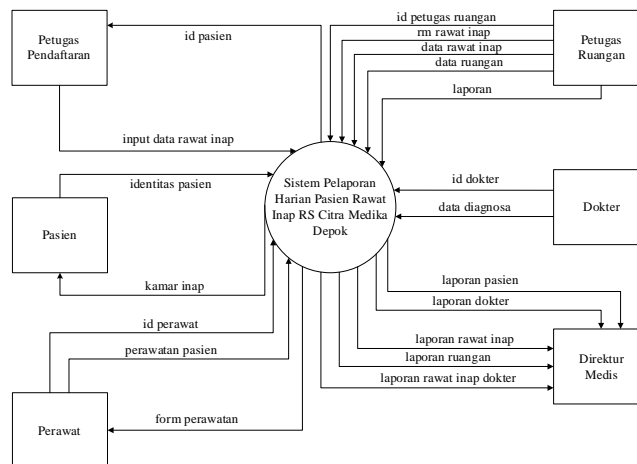 Petugas
Pendaftaran
id pasien
input data rawat inap
id petugas ruangan
rm rawat inap
data rawat inap
data ruangan
laporan
Petugas
Ruangan
identitas pasien
Pasien
kamar inap
Sistem Pelaporan
Harian Pasien Rawat
Inap RS Citra Medika
Depok
id dokter
data diagnosa
Dokter
id perawat
perawatan pasien
form perawatan
Perawat
laporan pasien
laporan dokter
laporan rawat inap
laporan ruangan
laporan rawat inap dokter
Direktur
Medis